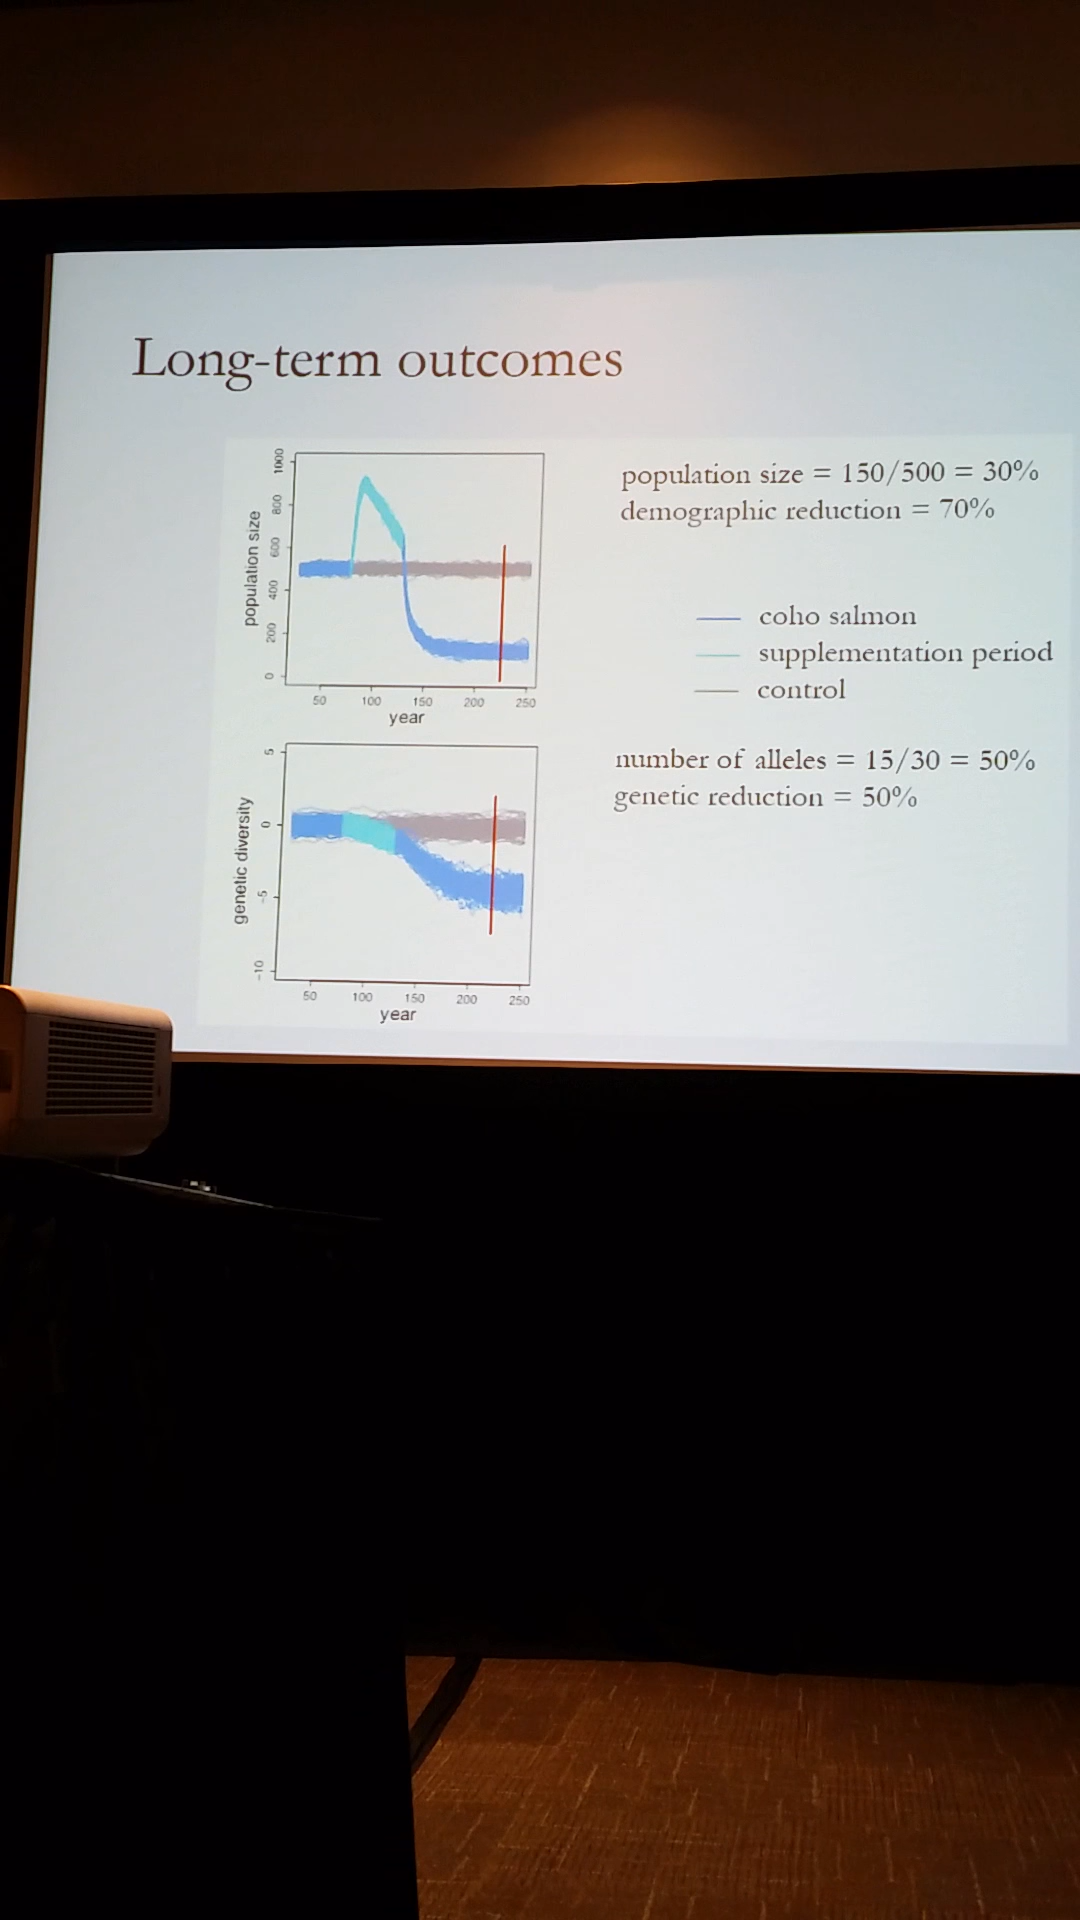 Long-term outcomes
1000
800
600
400
200
0
population size
50 100 150 200 250
year
population size = 150/500 = 30%
demographic reduction = 70%
coho salmon
supplementation period
control
5
0
-5
-10
genetic diversity
50 100 150 200 250
year
number of alleles = 15/30 = 50%
genetic reduction = 50%